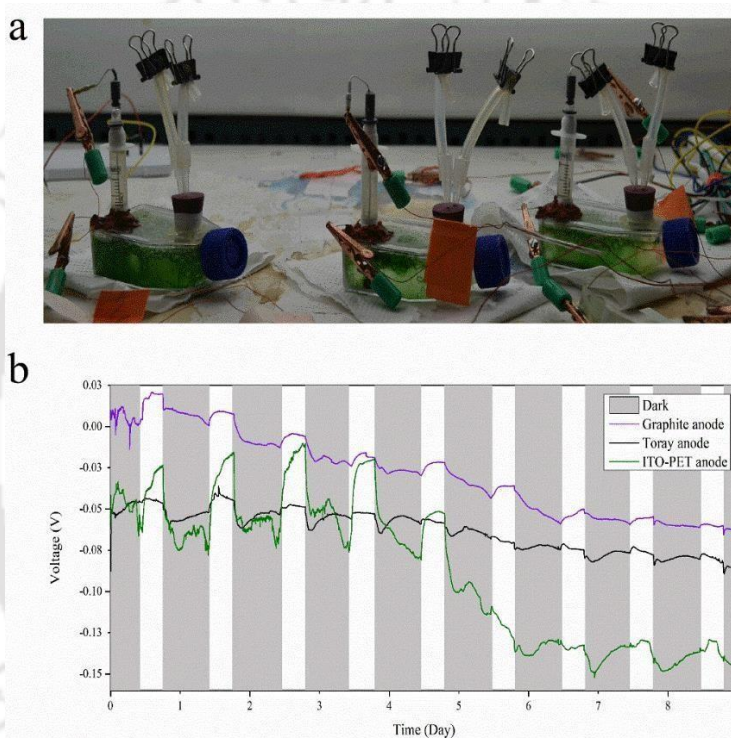 a
b
0.03
0.00
-0.03
-0.05
-0.08
-0.10
-0.13
-0.15
Voltage (V)
Dark
Graphite anode
Toray anode
ITO-PET anode
0 1 2 3 4 5 6 7 8
Time (Day)